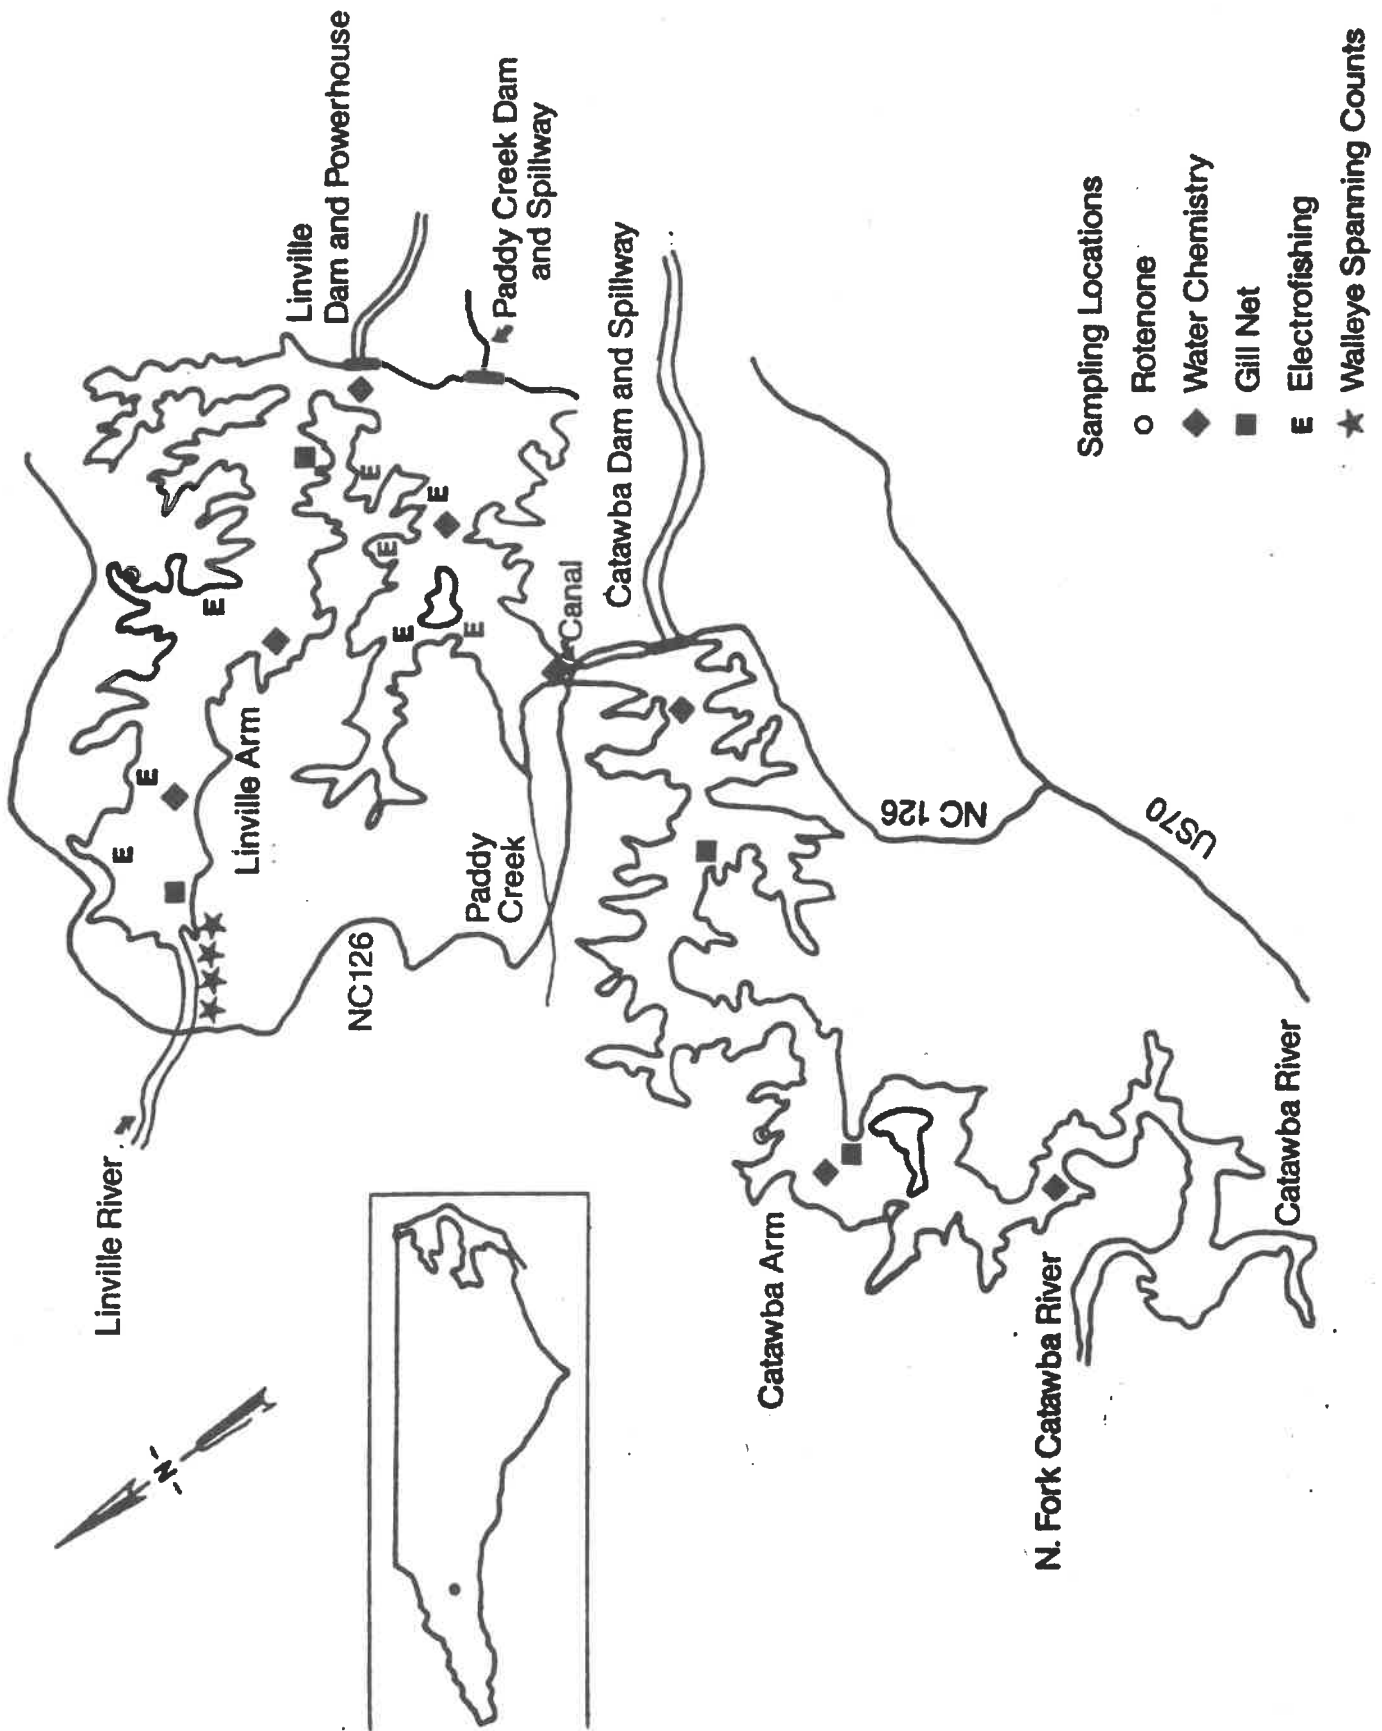 Linville River
-N-
Linville
Dam and Powerhouse
Paddy Creek Dam
and Spillway
Linville Arm
NC126
Paddy
Creek
Canal
Catawba Dam and Spillway
NC 126
US70
Catawba Arm
N. Fork Catawba River
Catawba River
E
E
E
E
E
E
E
E
Sampling Locations
Rotenone
Water Chemistry
Gill Net
E Electrofishing
Walleye Spanning Counts